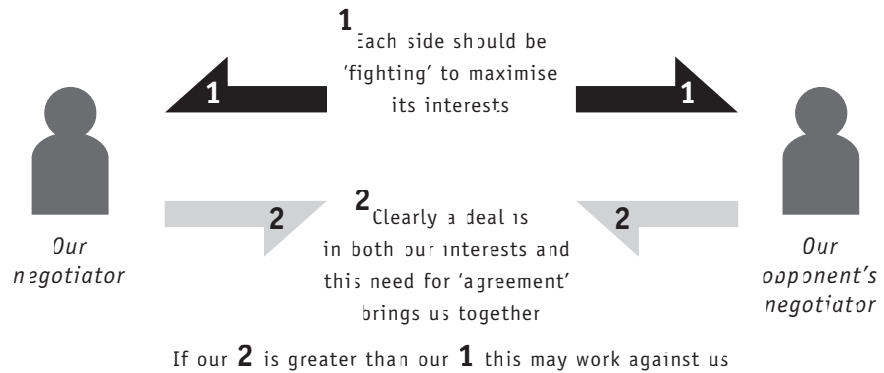 1
Each side should be
'fighting' to maximise
its interests
1
1
2
Clearly a deal is
in both our interests and
this need for 'agreement'
brings us together
2
2
Our
negotiator
Our
opponent's
negotiator
If our 2 is greater than our 1 this may work against us